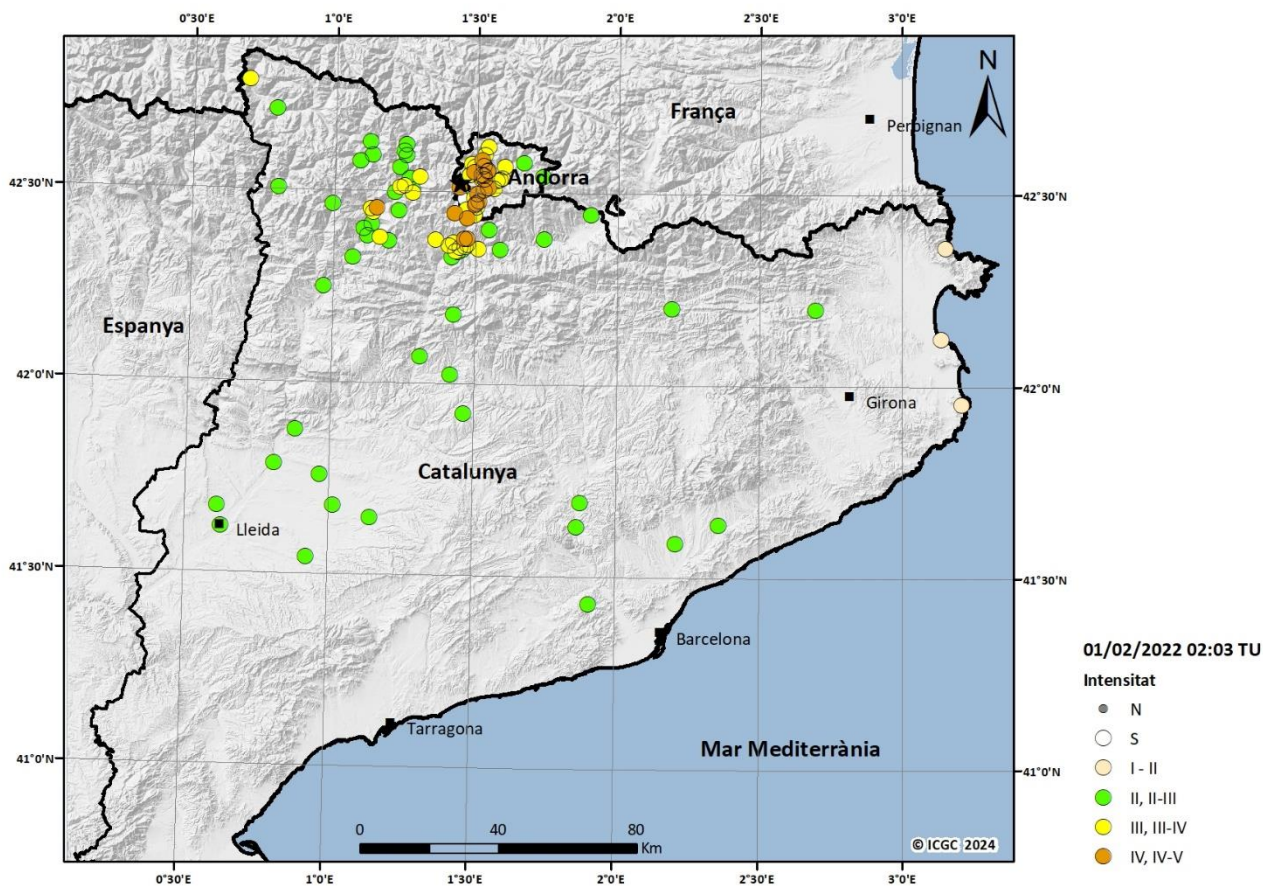 0°30'E 1°0'E 1°30'E 2°0'E 2°30'E 3°0'E
N
França
Perpignan
42°30'N
Andorra
42°30'N
Espanya
42°0'N
42°0'N
Girona
Catalunya
Lleida
41°30'N
41°30'N
Barcelona
01/02/2022 02:03 TU
Intensitat
N
S
I - II
II, II-III
III, III-IV
IV, IV-V
Tarragona
Mar Mediterrània
41°0'N
41°0'N
0 40 80
Km
© ICGC 2024
0°30'E 1°0'E 1°30'E 2°0'E 2°30'E 3°0'E